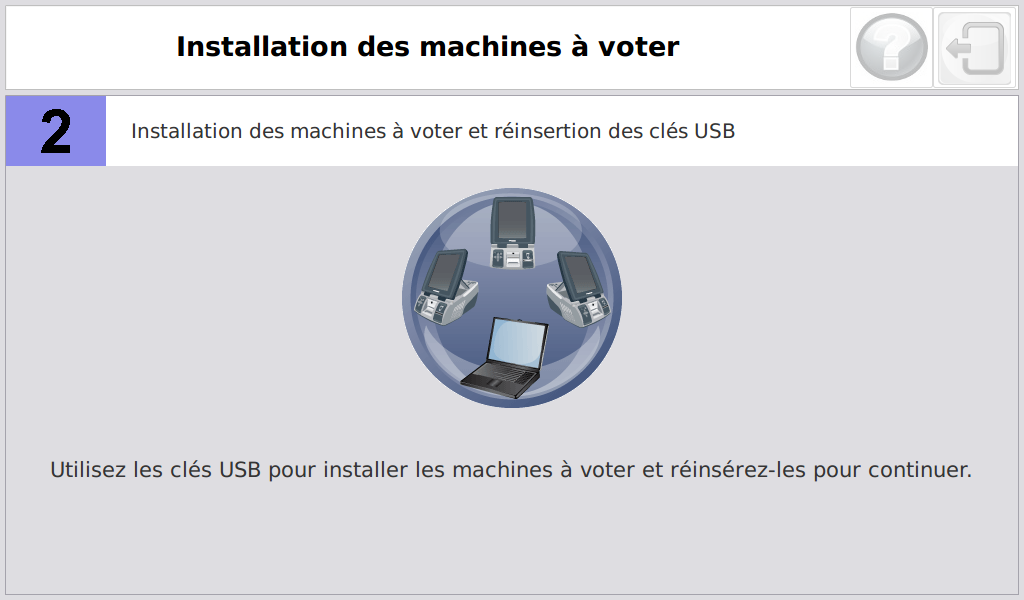 Installation des machines à voter
2
Installation des machines à voter et réinsertion des clés USB
Utilisez les clés USB pour installer les machines à voter et réinsérez-les pour continuer.